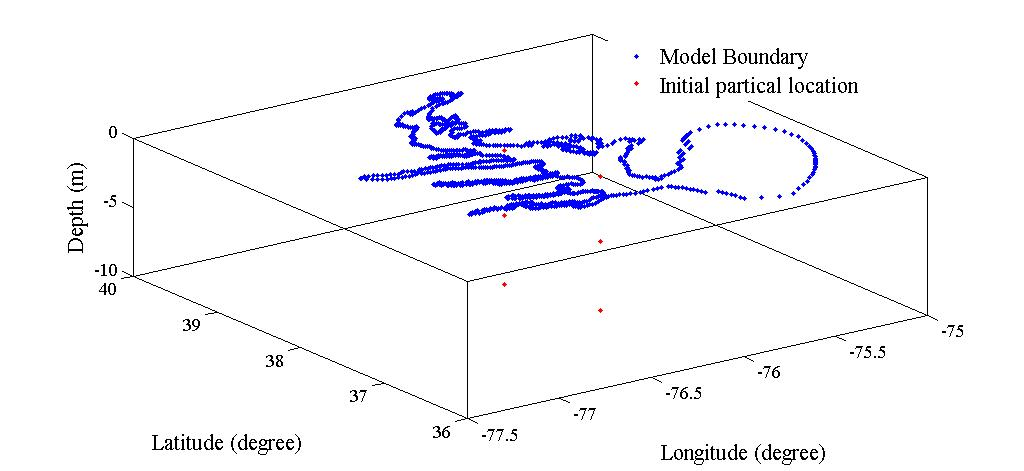 Model Boundary
Initial partical location
0
-5
-10
Depth (m)
40
39
38
37
36
Latitude (degree)
-77.5
-77
-76.5
-76
-75.5
-75
Longitude (degree)